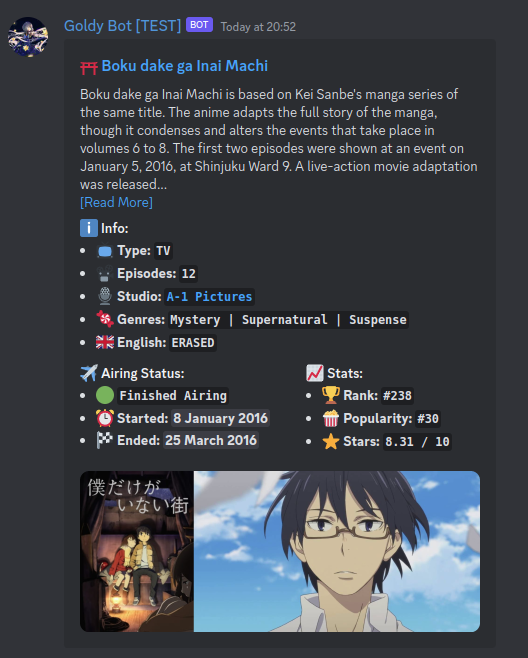 Goldy Bot [TEST] BOT Today at 20:52
Boku dake ga Inai Machi
Boku dake ga Inai Machi is based on Kei Sanbe's manga series of
the same title. The anime adapts the full story of the manga,
though it condenses and alters the events that take place in
volumes 6 to 8. The first two episodes were shown at an event on
January 5, 2016, at Shinjuku Ward 9. A live-action movie adaptation
was released...
[Read More]
Info:
Type: TV
Episodes: 12
Studio: A-1 Pictures
Genres: Mystery | Supernatural | Suspense
English: ERASED
Airing Status:
Finished Airing
Started: 8 January 2016
Ended: 25 March 2016
Stats:
Rank: #238
Popularity: #30
Stars: 8.31 / 10
僕だけが
いない街